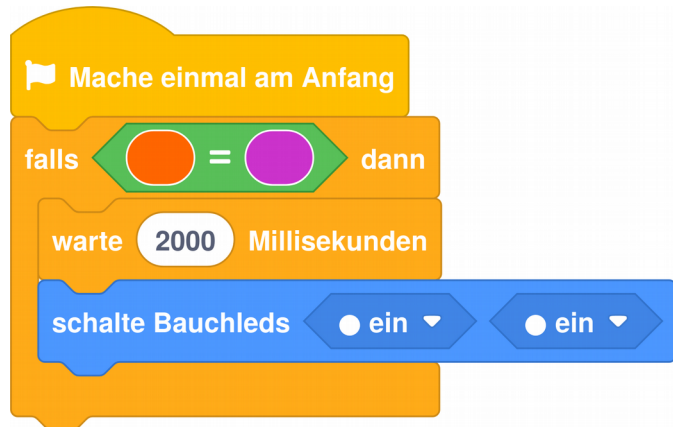 Mache einmal am Anfang
falls = dann
warte 2000 Millisekunden
schalte Bauchleds ein ein